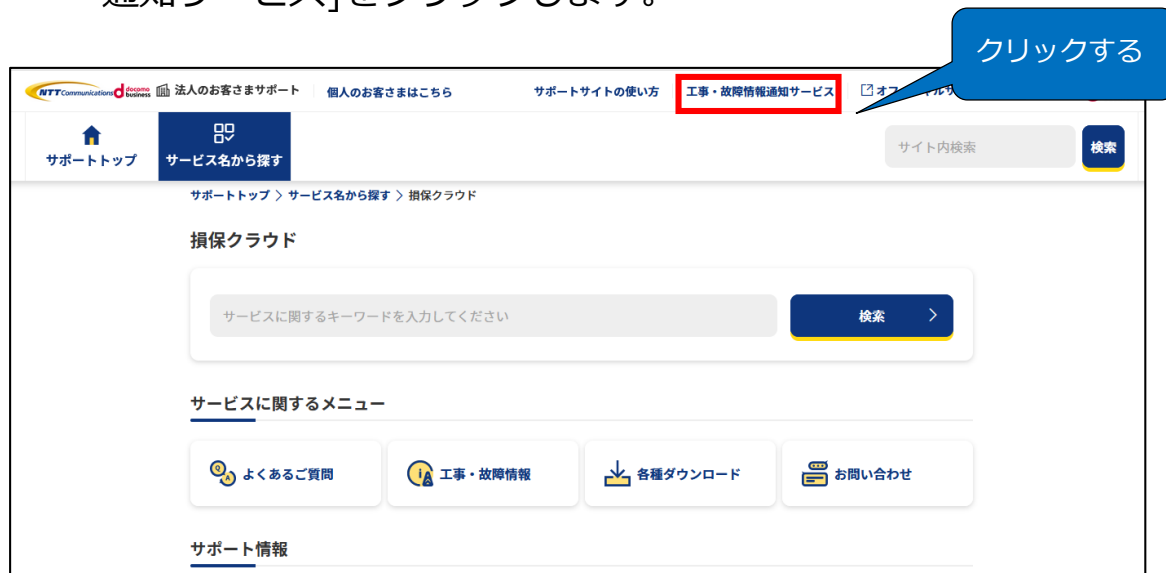 通知サービス]をクリックします。
クリックする
NTT Communications docomo business 法人のお客さまサポート 個人のお客さまはこちら サポートサイトの使い方 工事・故障情報通知サービス
サポートトップ サービス名から探す サイト内検索 検索
サポートトップ 〉 サービス名から探す 〉 損保クラウド
損保クラウド
サービスに関するキーワードを入力してください 検索
サービスに関するメニュー
よくあるご質問 工事・故障情報 各種ダウンロード お問い合わせ
サポート情報